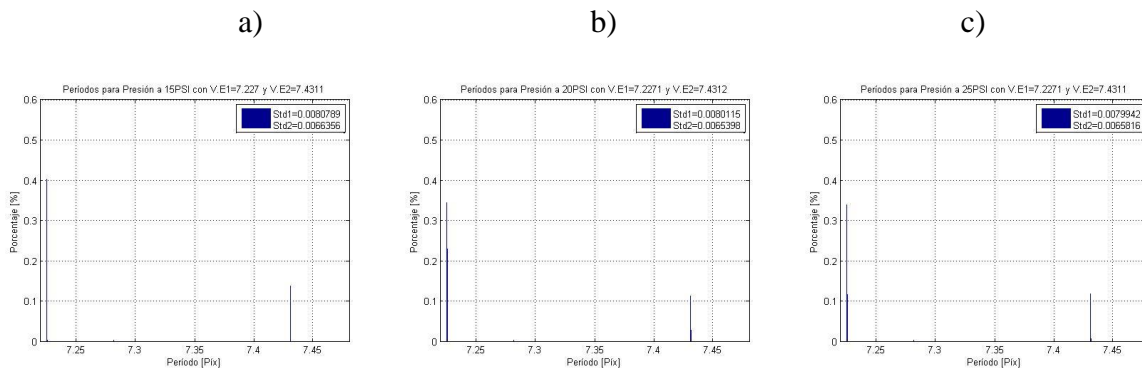 a)
b)
c)
Períodos para Presión a 15PSI con V.E1=7.227 y V.E2=7.4311
Std1=0.0080789
Std2=0.0066356
Porcentaje [%]
0.6
0.5
0.4
0.3
0.2
0.1
0
7.25 7.3 7.35 7.4 7.45
Período [Pix]
Períodos para Presión a 20PSI con V.E1=7.2271 y V.E2=7.4312
Std1=0.0080115
Std2=0.0065398
Porcentaje [%]
0.6
0.5
0.4
0.3
0.2
0.1
0
7.25 7.3 7.35 7.4 7.45
Período [Pix]
Períodos para Presión a 25PSI con V.E1=7.2271 y V.E2=7.4311
Std1=0.0079942
Std2=0.0065816
Porcentaje [%]
0.6
0.5
0.4
0.3
0.2
0.1
0
7.25 7.3 7.35 7.4 7.45
Período [Pix]